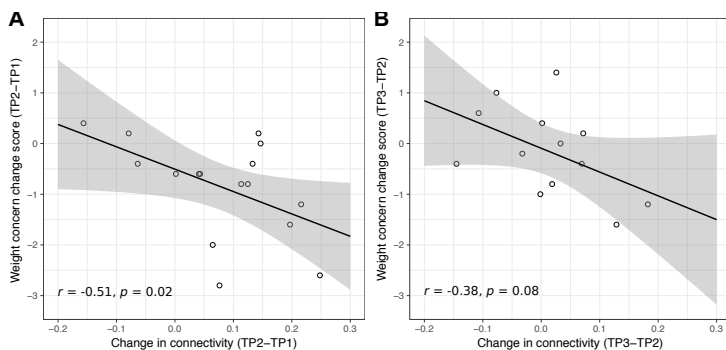 A
Weight concern change score (TP2−TP1)
2
1
0
−1
−2
−3
r = -0.51, p = 0.02
−0.2 −0.1 0.0 0.1 0.2 0.3
Change in connectivity (TP2−TP1)
B
Weight concern change score (TP3−TP2)
2
1
0
−1
−2
−3
r = -0.38, p = 0.08
−0.2 −0.1 0.0 0.1 0.2 0.3
Change in connectivity (TP3−TP2)